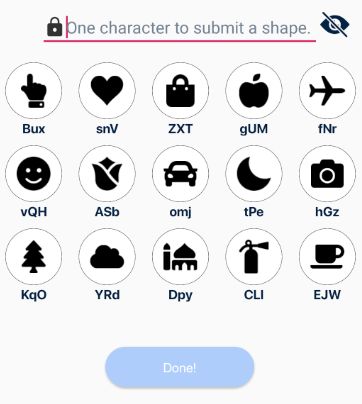 One character to submit a shape.
Bux snV ZXT gUM fNr
vQH ASb omj tPe hGz
KqO YRd Dpy CLI EJW
Done!